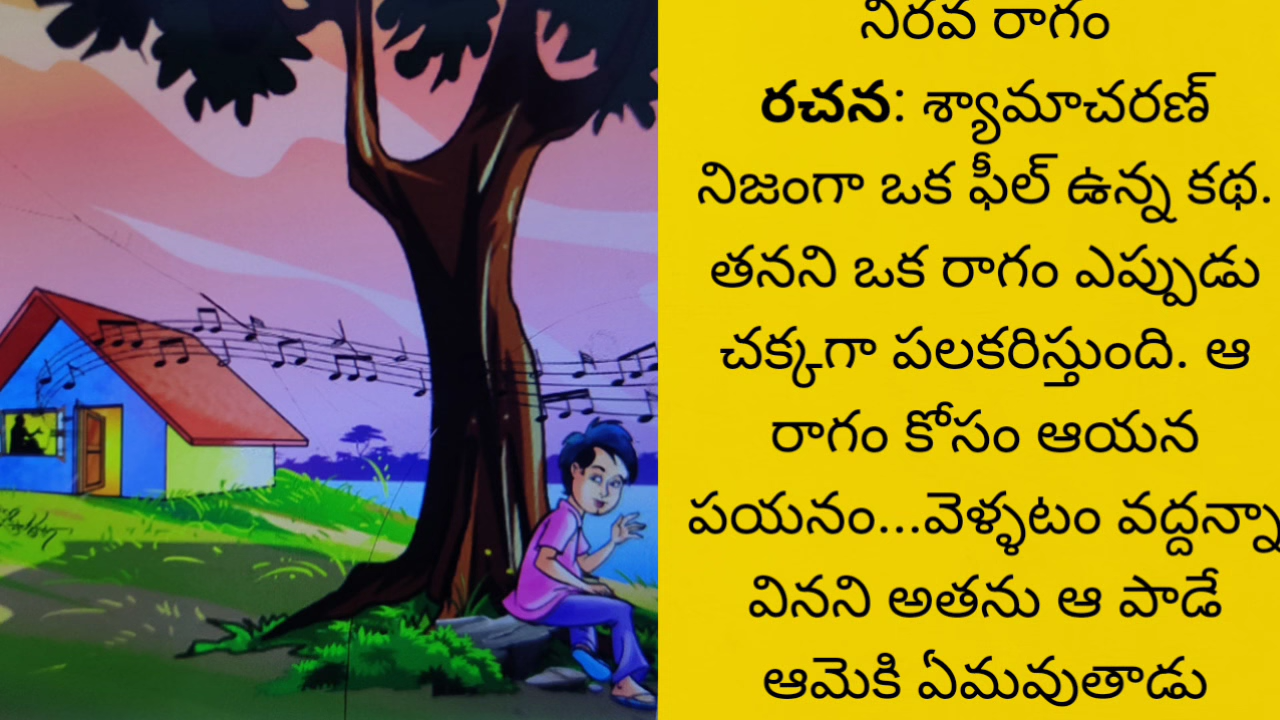 నిరవ రాగం
రచన: శ్యామాచరణ్
నిజంగా ఒక ఫీల్ ఉన్న కథ.
తనని ఒక రాగం ఎప్పుడు
చక్కగా పలకరిస్తుంది. ఆ
రాగం కోసం ఆయన
పయనం...వెళ్ళటం వద్దన్నా
వినని అతను ఆ పాడే
ఆమెకి ఏమవుతాడు